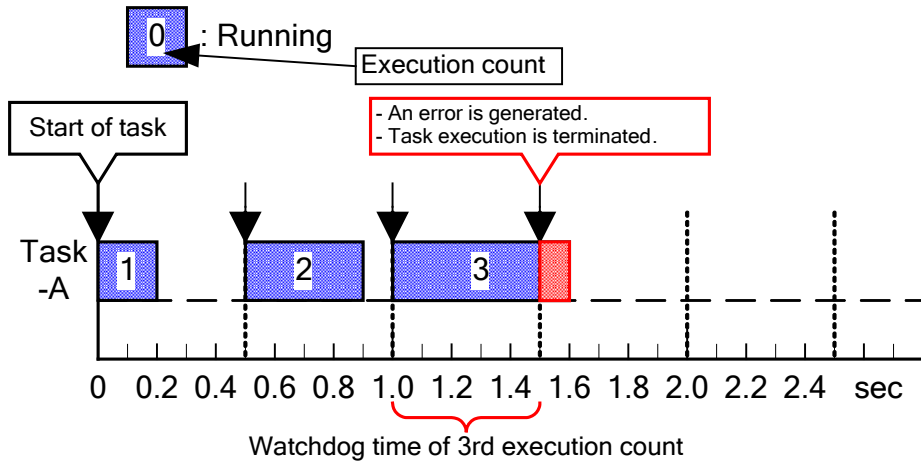 0 : Running
Execution count
Start of task
- An error is generated.
- Task execution is terminated.
Task
-A
1 2 3
0 0.2 0.4 0.6 0.8 1.0 1.2 1.4 1.6 1.8 2.0 2.2 2.4 sec
Watchdog time of 3rd execution count